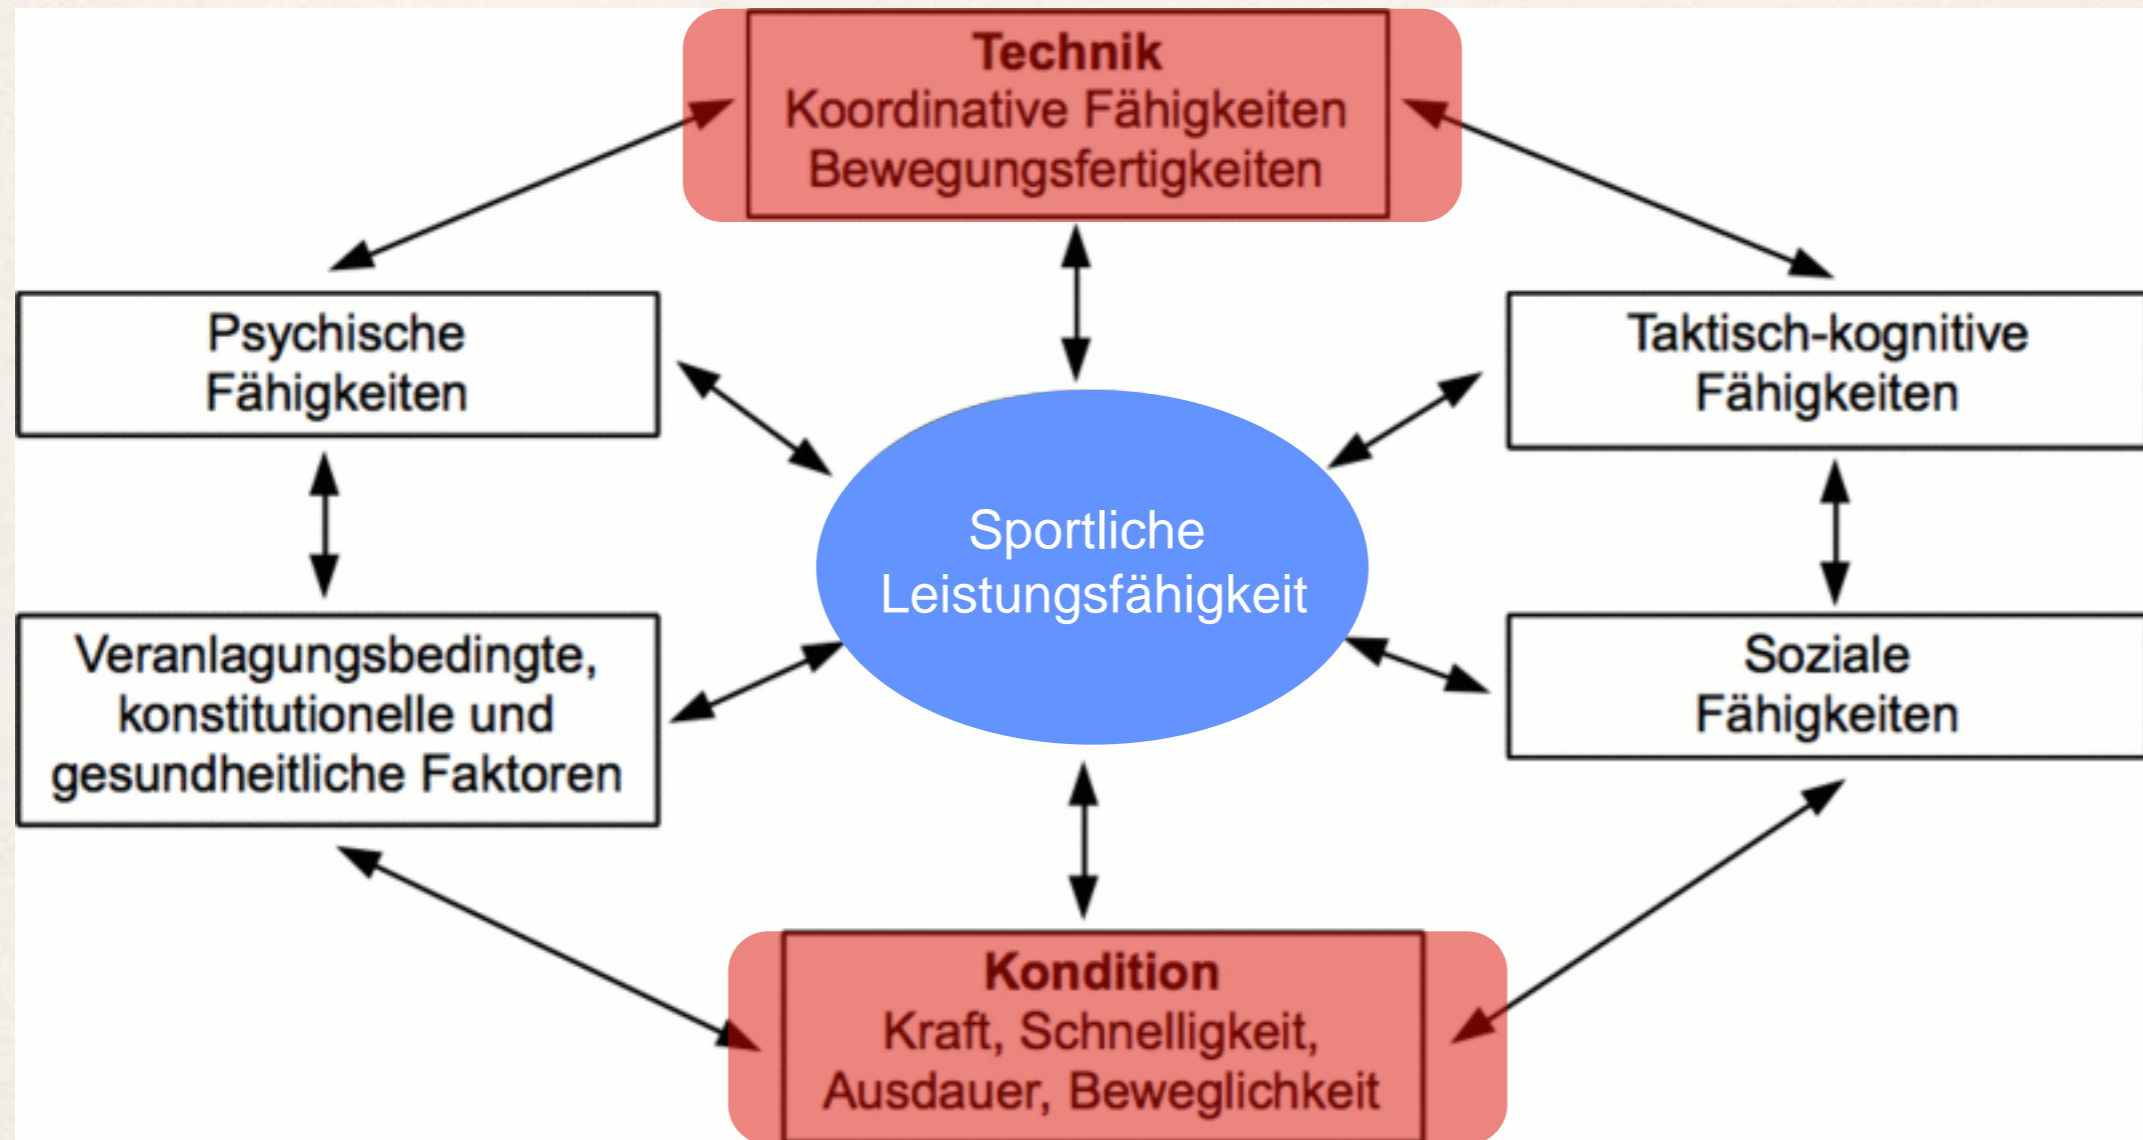 Technik
Koordinative Fähigkeiten
Bewegungsfertigkeiten
Psychische
Fähigkeiten
Taktisch-kognitive
Fähigkeiten
Sportliche
Leistungsfähigkeit
Veranlagungsbedingte,
konstitutionelle und
gesundheitliche Faktoren
Soziale
Fähigkeiten
Kondition
Kraft, Schnelligkeit,
Ausdauer, Beweglichkeit